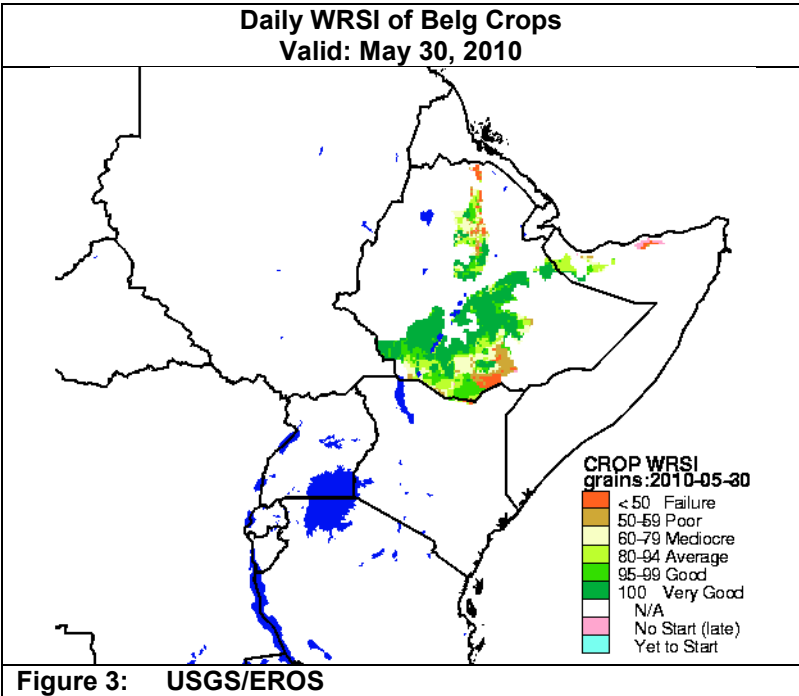 Daily WRSI of Belg Crops
Valid: May 30, 2010
CROP WRSI
grains:2010-05-30
<50 Failure
50-59 Poor
60-79 Mediocre
80-94 Average
95-99 Good
100 Very Good
N/A
No Start (late)
Yet to Start
Figure 3: USGS/EROS